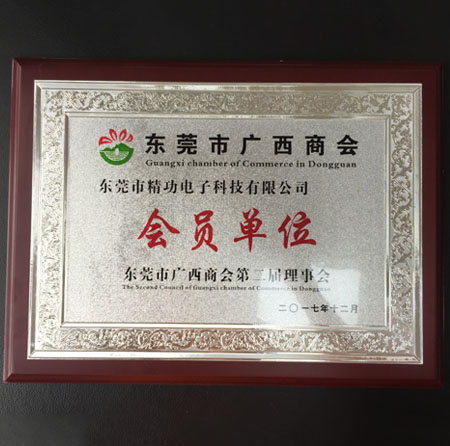 东莞市广西商会
Guangxi chamber of Commerce in Dongguan
东莞市精功电子科技有限公司
会员单位
东莞市广西商会第二届理事会
The Second Council of Guangxi chamber of Commerce in Dongguan
二〇一七年十二月